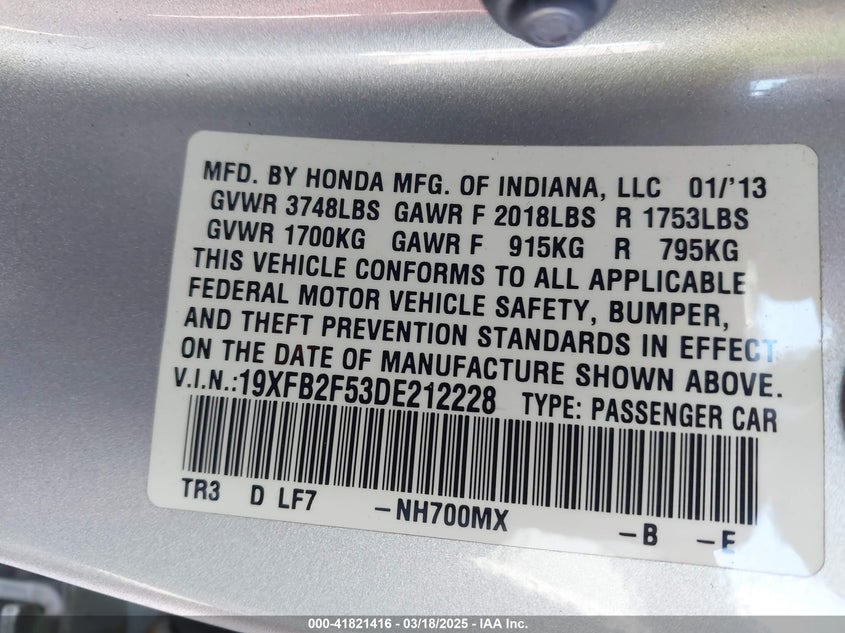 MFD. BY HONDA MFG. OF INDIANA, LLC 01/'13
GVWR 3748LBS GAWR F 2018LBS R 1753LBS
GVWR 1700KG GAWR F 915KG R 795KG
THIS VEHICLE CONFORMS TO ALL APPLICABLE
FEDERAL MOTOR VEHICLE SAFETY, BUMPER,
AND THEFT PREVENTION STANDARDS IN EFFECT
ON THE DATE OF MANUFACTURE SHOWN ABOVE.
V.I.N.:19XFB2F53DE212228 TYPE: PASSENGER CAR
TR3 D LF7 -NH700MX -B -E
000-41821416 - 03/18/2025 - IAA Inc.